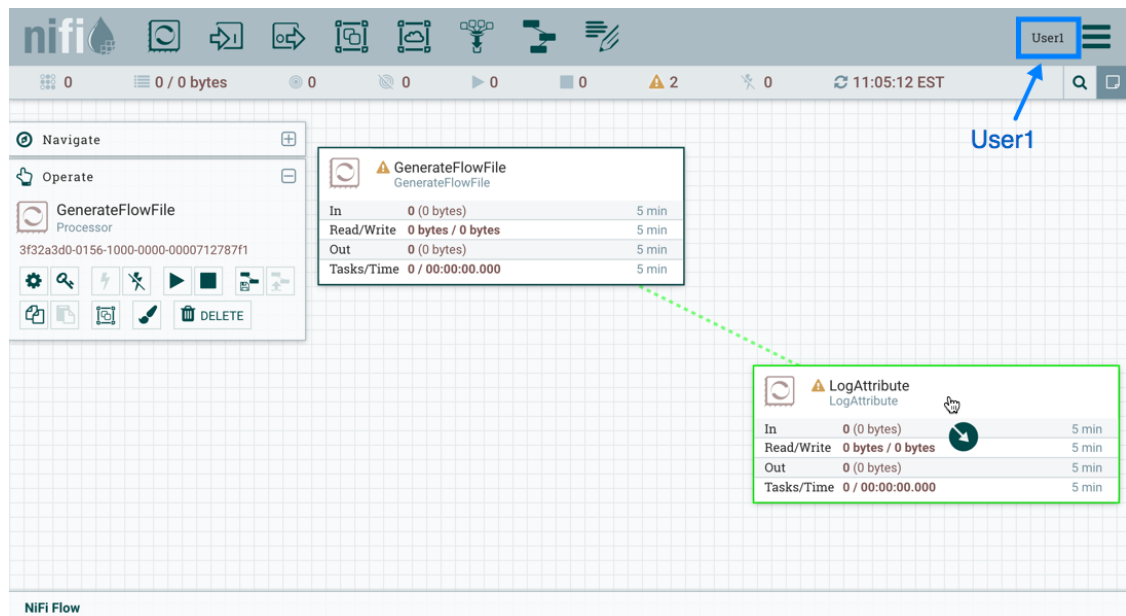 nifi
User1
0
0 / 0 bytes
0
0
0
0
2
0
11:05:12 EST
User1
Navigate
Operate
GenerateFlowFile
Processor
3f32a3d0-0156-1000-0000-0000712787f1
DELETE
GenerateFlowFile
GenerateFlowFile
In 0 (0 bytes) 5 min
Read/Write 0 bytes / 0 bytes 5 min
Out 0 (0 bytes) 5 min
Tasks/Time 0 / 00:00:00.000 5 min
LogAttribute
LogAttribute
In 0 (0 bytes) 5 min
Read/Write 0 bytes / 0 bytes 5 min
Out 0 (0 bytes) 5 min
Tasks/Time 0 / 00:00:00.000 5 min
NiFi Flow